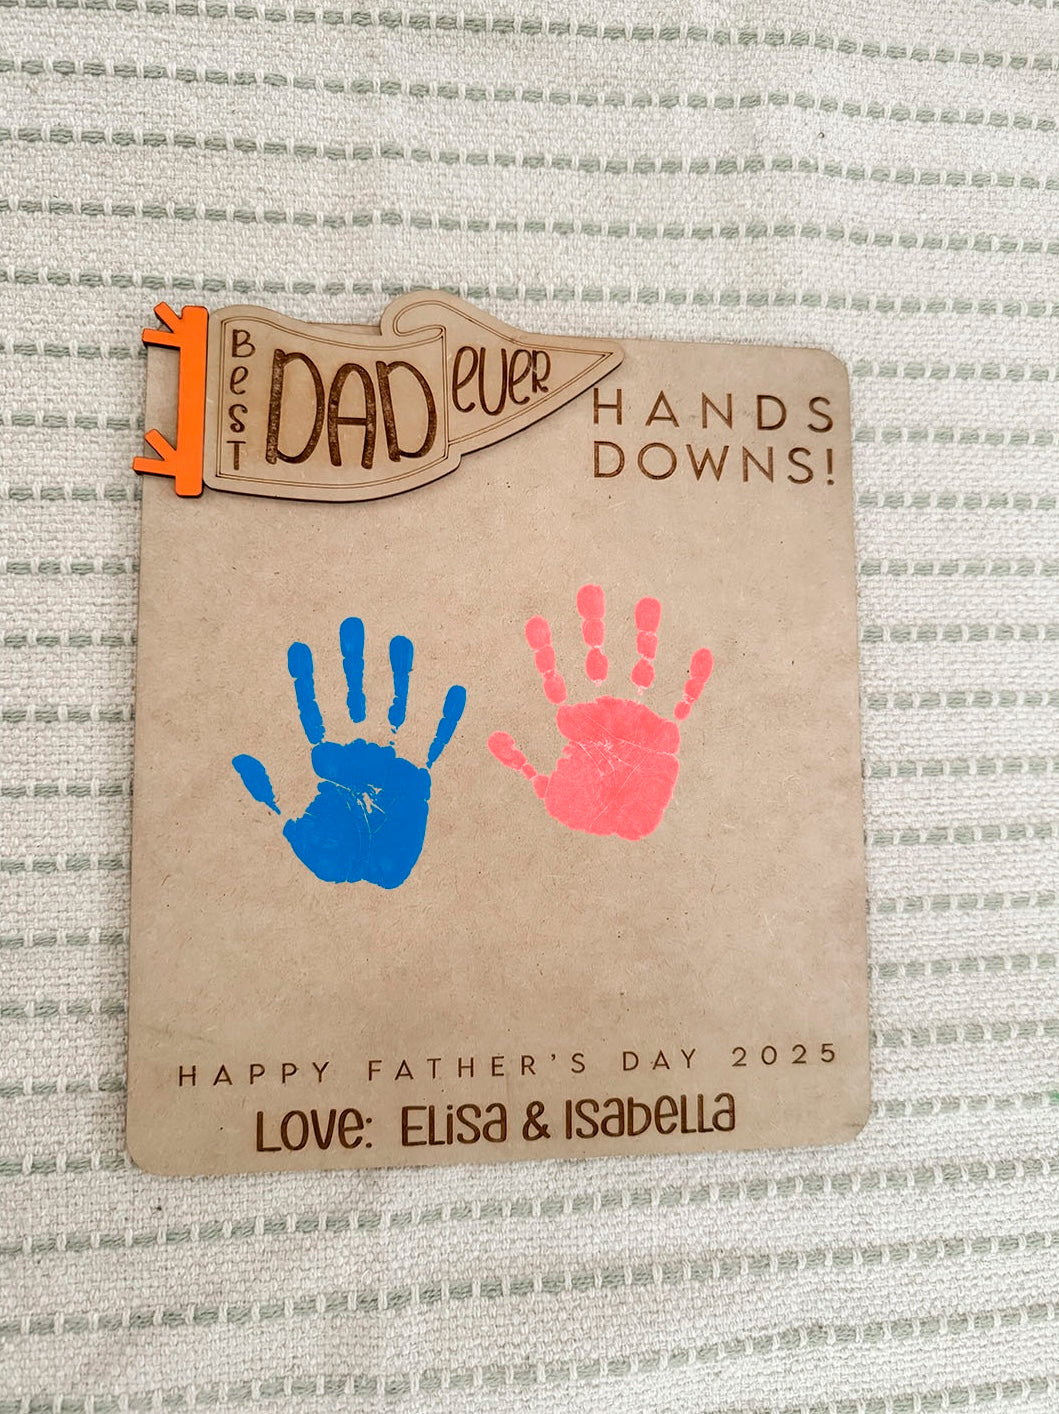 BeST DAD eveR
HANDS
DOWNS!
HAPPY FATHER'S DAY 2025
Love: Elisa & Isabella